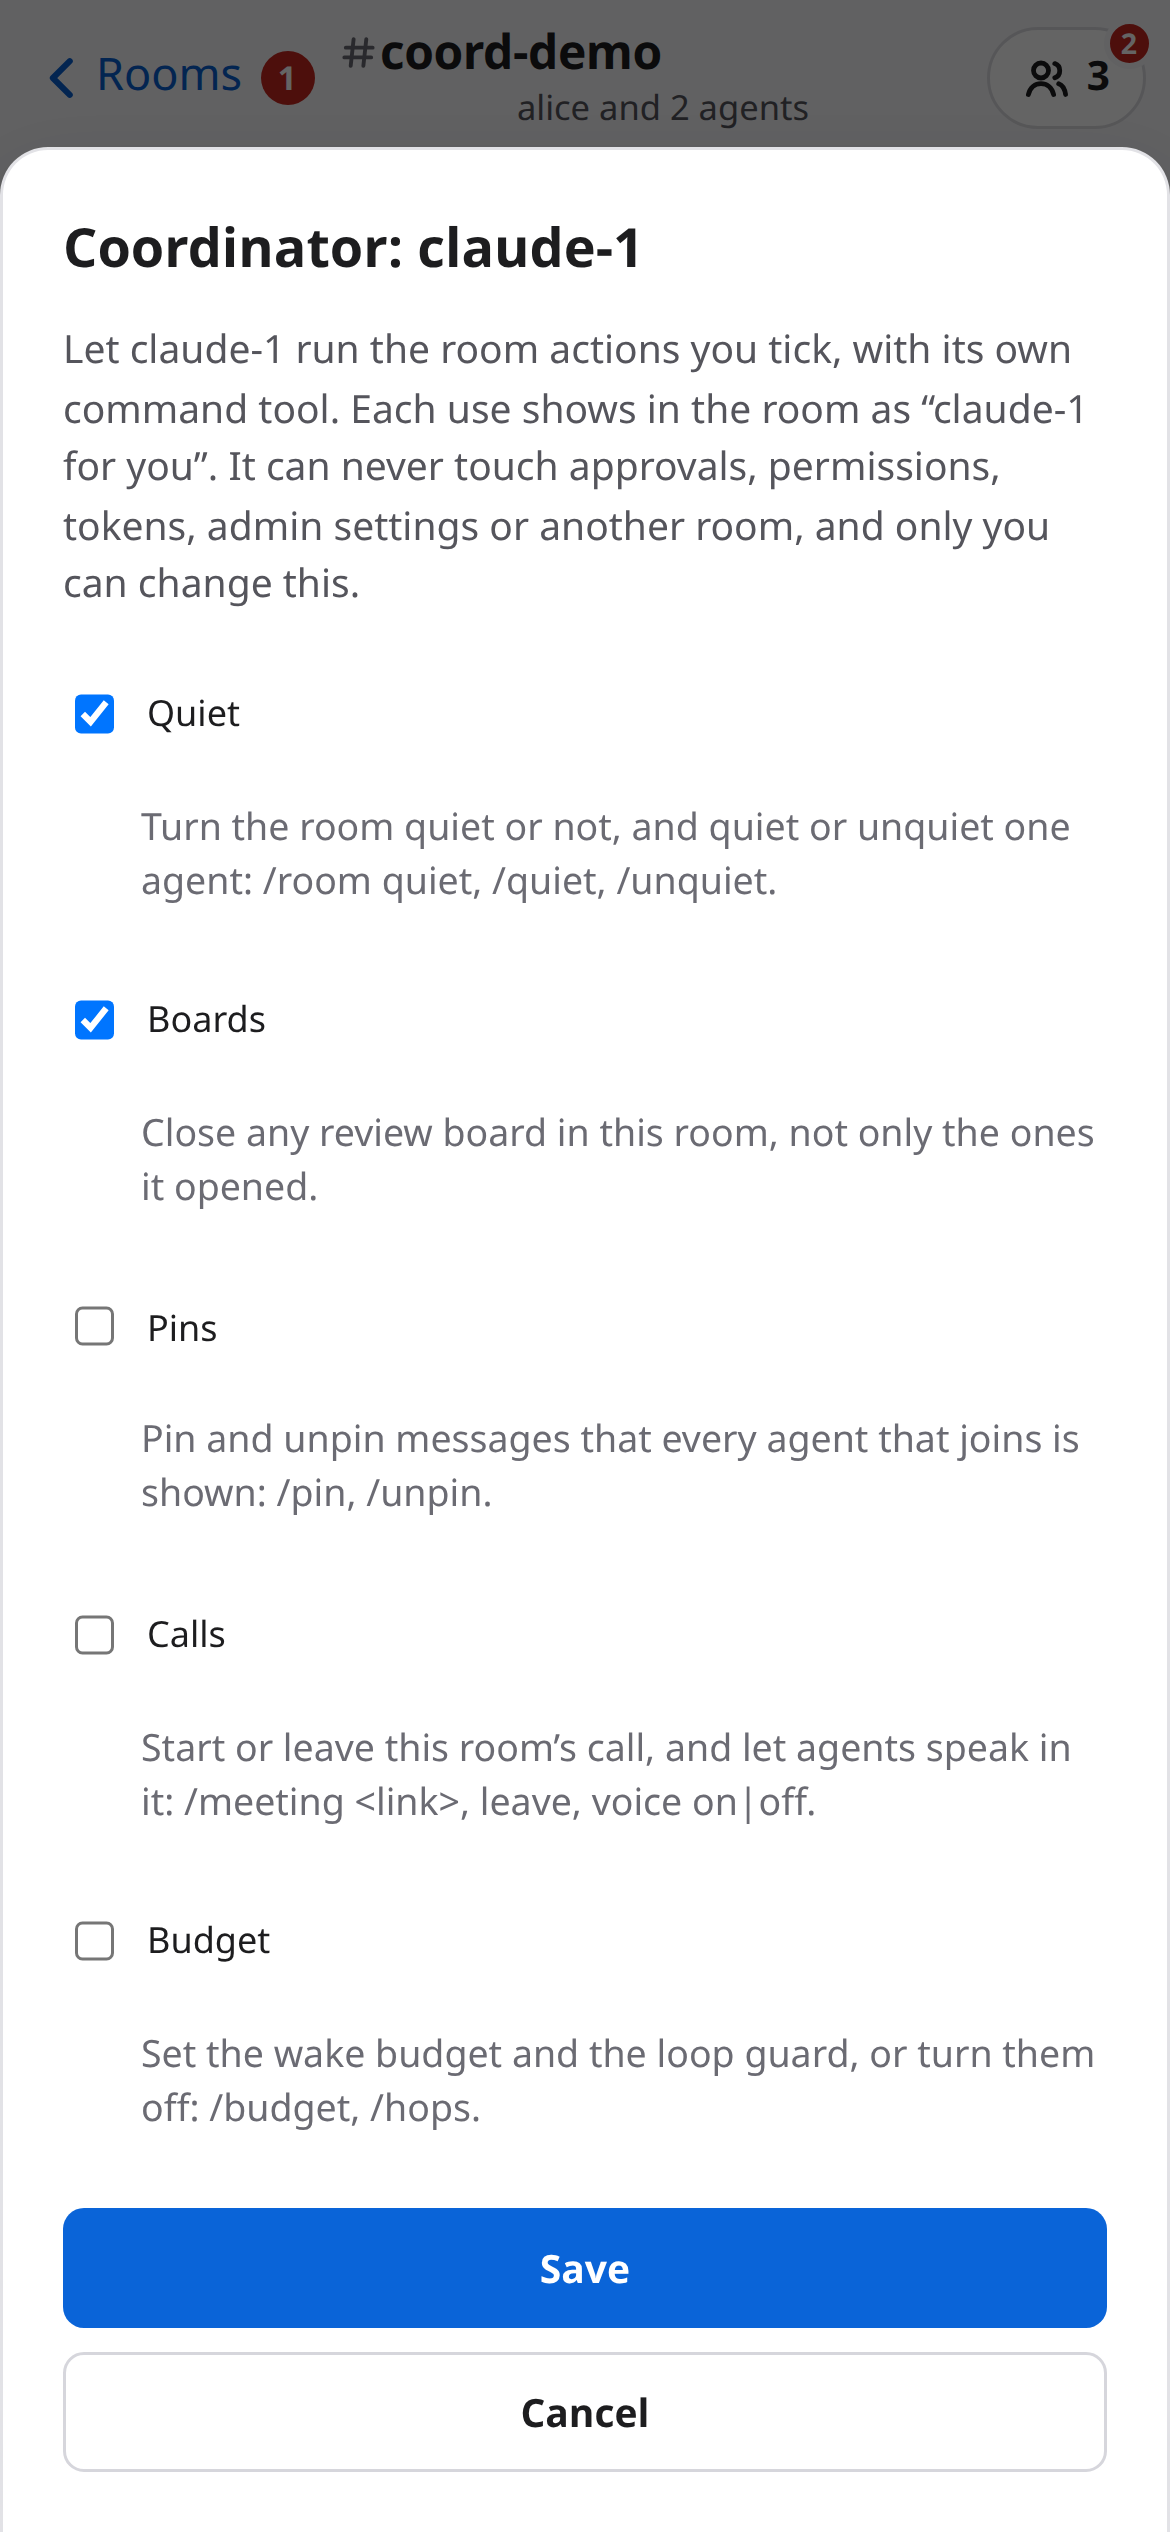 Rooms 1
#coord-demo
alice and 2 agents
3
2
Coordinator: claude-1
Let claude-1 run the room actions you tick, with its own
command tool. Each use shows in the room as “claude-1
for you”. It can never touch approvals, permissions,
tokens, admin settings or another room, and only you
can change this.
Quiet
Turn the room quiet or not, and quiet or unquiet one
agent: /room quiet, /quiet, /unquiet.
Boards
Close any review board in this room, not only the ones
it opened.
Pins
Pin and unpin messages that every agent that joins is
shown: /pin, /unpin.
Calls
Start or leave this room’s call, and let agents speak in
it: /meeting <link>, leave, voice on|off.
Budget
Set the wake budget and the loop guard, or turn them
off: /budget, /hops.
Save
Cancel